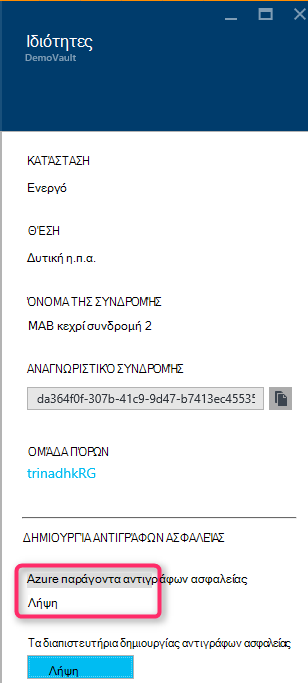 Ιδιότητες
DemoVault
ΚΑΤΆΣΤΑΣΗ
Ενεργό
ΘΈΣΗ
Δυτική η.π.α.
ΌΝΟΜΑ ΤΗΣ ΣΥΝΔΡΟΜΉΣ
MAB κεχρί συνδρομή 2
ΑΝΑΓΝΩΡΙΣΤΙΚΌ ΣΥΝΔΡΟΜΉΣ
da364f0f-307b-41c9-9d47-b7413ec45535
ΟΜΆΔΑ ΠΌΡΩΝ
trinadhkRG
ΔΗΜΙΟΥΡΓΊΑ ΑΝΤΙΓΡΆΦΩΝ ΑΣΦΑΛΕΊΑΣ
Azure παράγοντα αντιγράφων ασφαλείας
Λήψη
Τα διαπιστευτήρια δημιουργίας αντιγράφων ασφαλείας
Λήψη